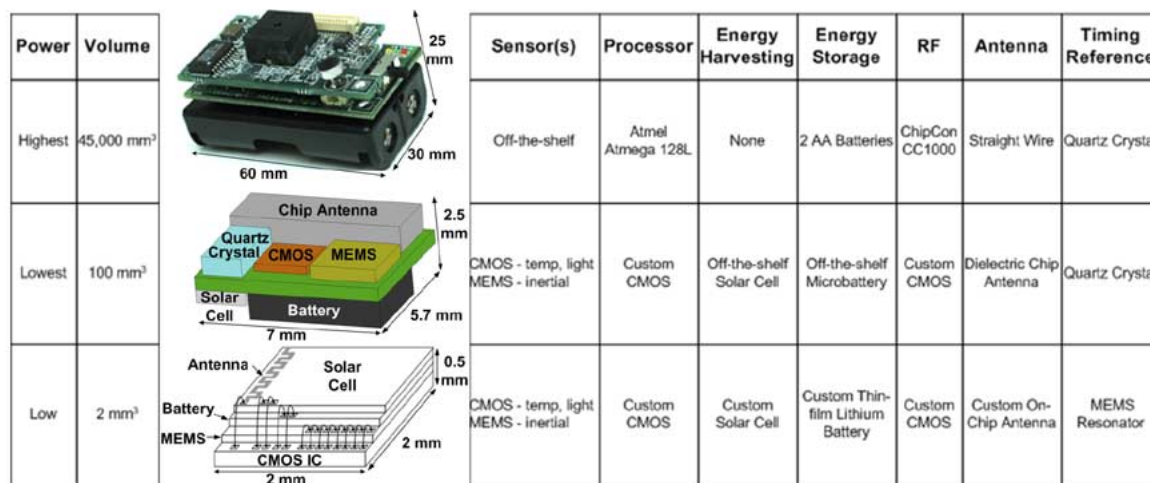 Power
Volume
25
mm
30 mm
60 mm
Sensor(s)
Processor
Energy
Harvesting
Energy
Storage
RF
Antenna
Timing
Reference
Highest
45,000 mm³
Off-the-shelf
Atmel
Atmega 128L
None
2 AA Batteries
ChipCon
CC1000
Straight Wire
Quartz Crysta
Lowest
100 mm³
Chip Antenna
Quartz
Crystal
CMOS
MEMS
Solar
Cell
Battery
2.5
mm
5.7 mm
7 mm
CMOS - temp, light
MEMS - inertial
Custom
CMOS
Off-the-shelf
Solar Cell
Off-the-shelf
Microbattery
Custom
CMOS
Dielectric Chip
Antenna
Quartz Crysta
Low
2 mm³
Antenna
Solar
Cell
Battery
MEMS
CMOS IC
0.5
mm
2 mm
2 mm
CMOS - temp, light
MEMS - inertial
Custom
CMOS
Custom
Solar Cell
Custom Thin-
film Lithium
Battery
Custom
CMOS
Custom On-
Chip Antenna
MEMS
Resonator